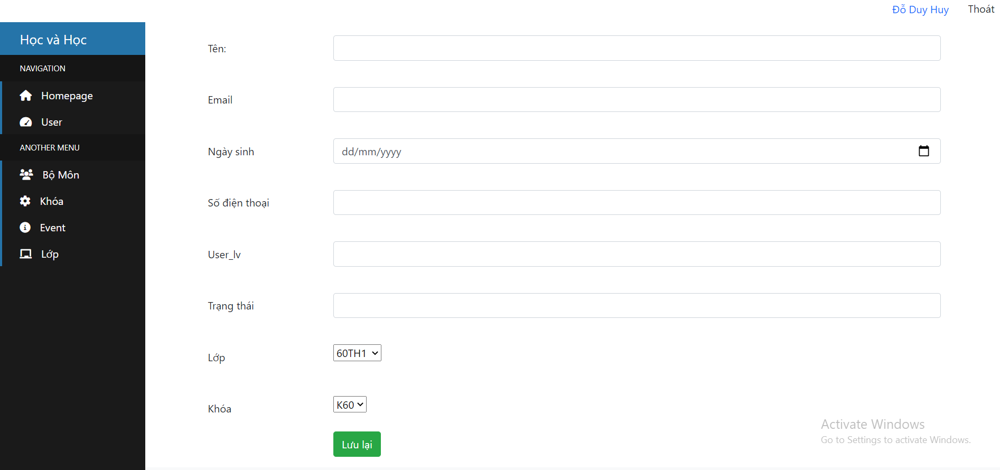 Đỗ Duy Huy Thoát
Học và Học
NAVIGATION
Homepage
User
ANOTHER MENU
Bộ Môn
Khóa
Event
Lớp
Tên:
Email
Ngày sinh dd/mm/yyyy
Số điện thoại
User_lv
Trạng thái
Lớp 60TH1
Khóa K60
Lưu lại
Activate Windows
Go to Settings to activate Windows.